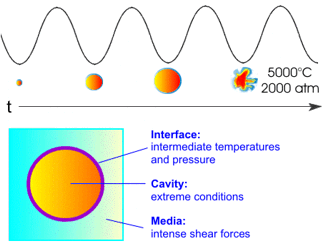 5000°C
2000 atm
t
Interface:
intermediate temperatures
and pressure
Cavity:
extreme conditions
Media:
intense shear forces